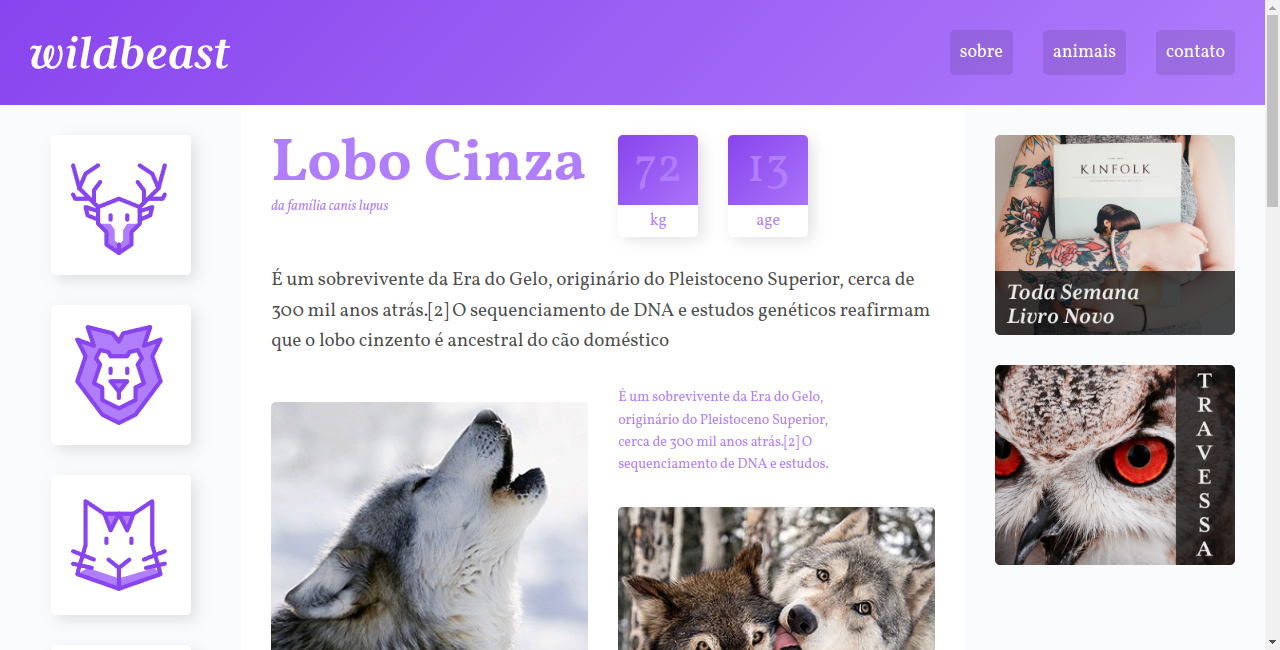 wildbeast
sobre
animais
contato
Lobo Cinza
da família canis lupus
72
kg
13
age
É um sobrevivente da Era do Gelo, originário do Pleistoceno Superior, cerca de
300 mil anos atrás.[2] O sequenciamento de DNA e estudos genéticos reafirmam
que o lobo cinzento é ancestral do cão doméstico
É um sobrevivente da Era do Gelo,
originário do Pleistoceno Superior,
cerca de 300 mil anos atrás.[2] O
sequenciamento de DNA e estudos.
KINFOLK
Toda Semana
Livro Novo
TRAVESSA